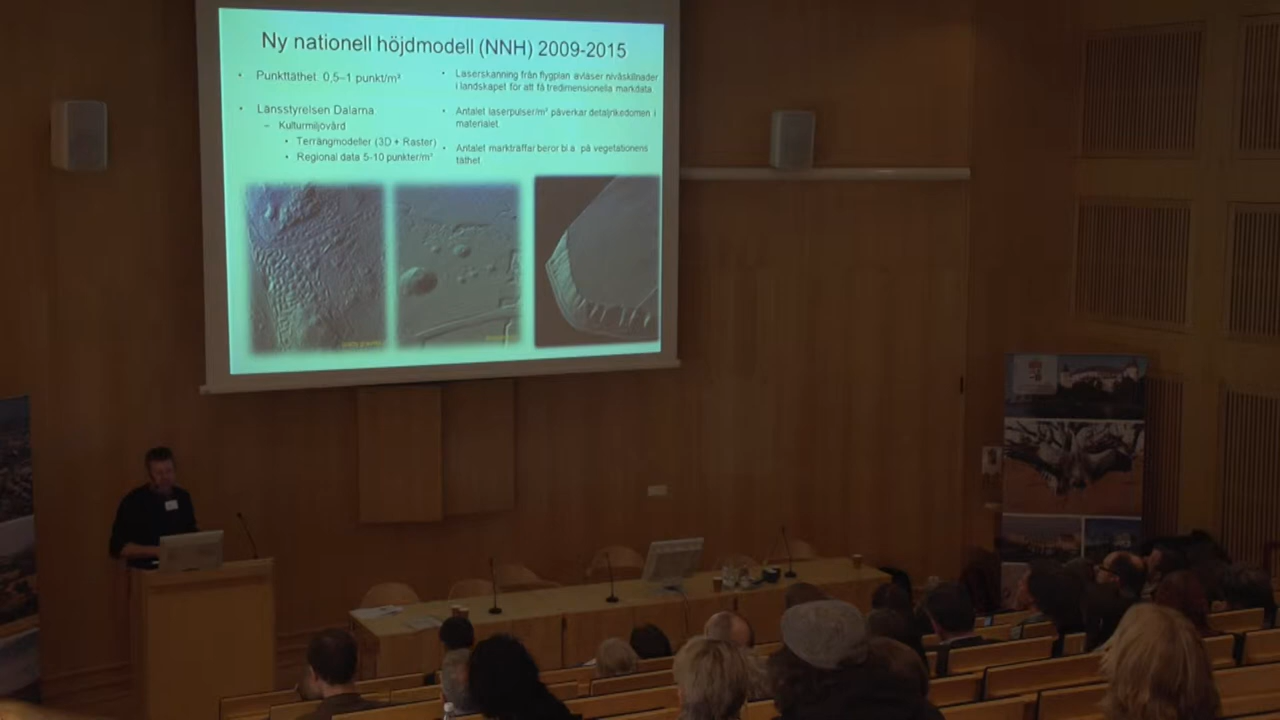 Ny nationell höjdmodell (NNH) 2009-2015
• Punkttäthet: 0,5–1 punkt/m²
• Länsstyrelsen Dalarna:
– Kulturmiljövård
• Terrängmodeller (3D + Raster)
• Regional data 5-10 punkter/m²
• Laserskanning från flygplan avläser nivåskillnader
i landskapet för att få tredimensionella markdata.
• Antalet laserpulser/m² påverkar detaljrikedomen i
materialet.
• Antalet markträffar beror bl.a. på vegetationens
täthet.